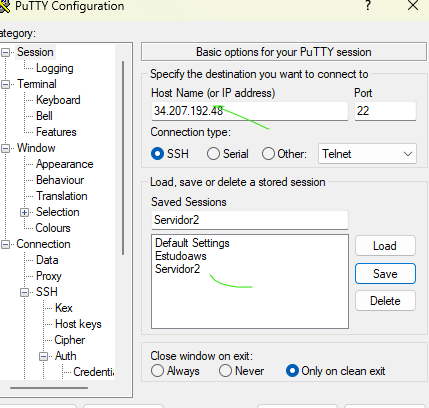 PuTTY Configuration ? ×
ategory:
Session
Logging
Terminal
Keyboard
Bell
Features
Window
Appearance
Behaviour
Translation
Selection
Colours
Connection
Data
Proxy
SSH
Kex
Host keys
Cipher
Auth
Credenti
Basic options for your PuTTY session
Specify the destination you want to connect to
Host Name (or IP address) Port
34.207.192.48 22
Connection type:
SSH Serial Other: Telnet
Load, save or delete a stored session
Saved Sessions
Servidor2
Default Settings
Estudoaws
Servidor2
Load
Save
Delete
Close window on exit:
Always Never Only on clean exit